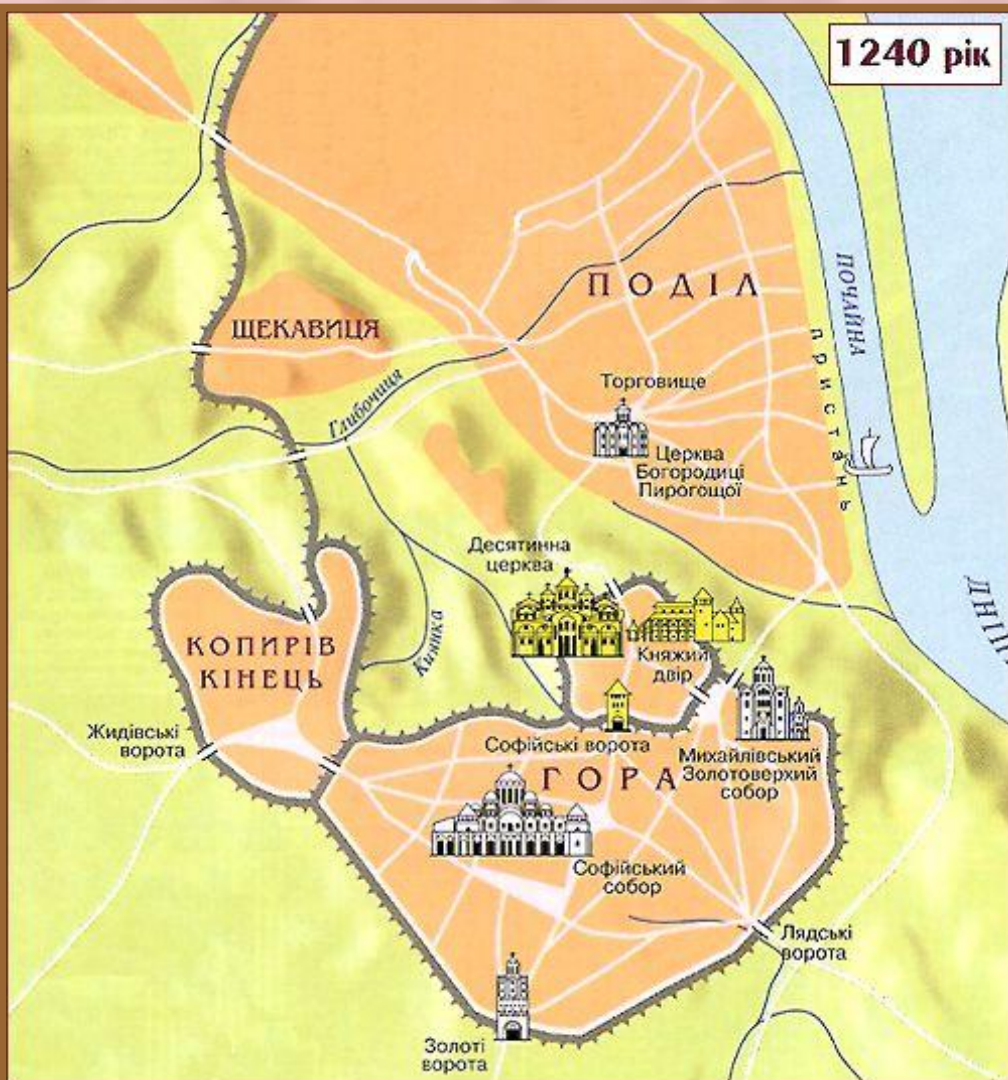 1240 рік
ПОДІЛ
ПОЧАЙНА
ЩЕКАВИЦЯ
пристань
Глибочиця
Торговище
Церква
Богородиці
Пирогощої
Десятинна
церква
ДНІП
Киянка
КОПИРІВ
КІНЕЦЬ
Княжий
двір
Жидівські
ворота
Софійські ворота
Михайлівський
Золотоверхий
собор
ГОРА
Софійський
собор
Лядські
ворота
Золоті
ворота